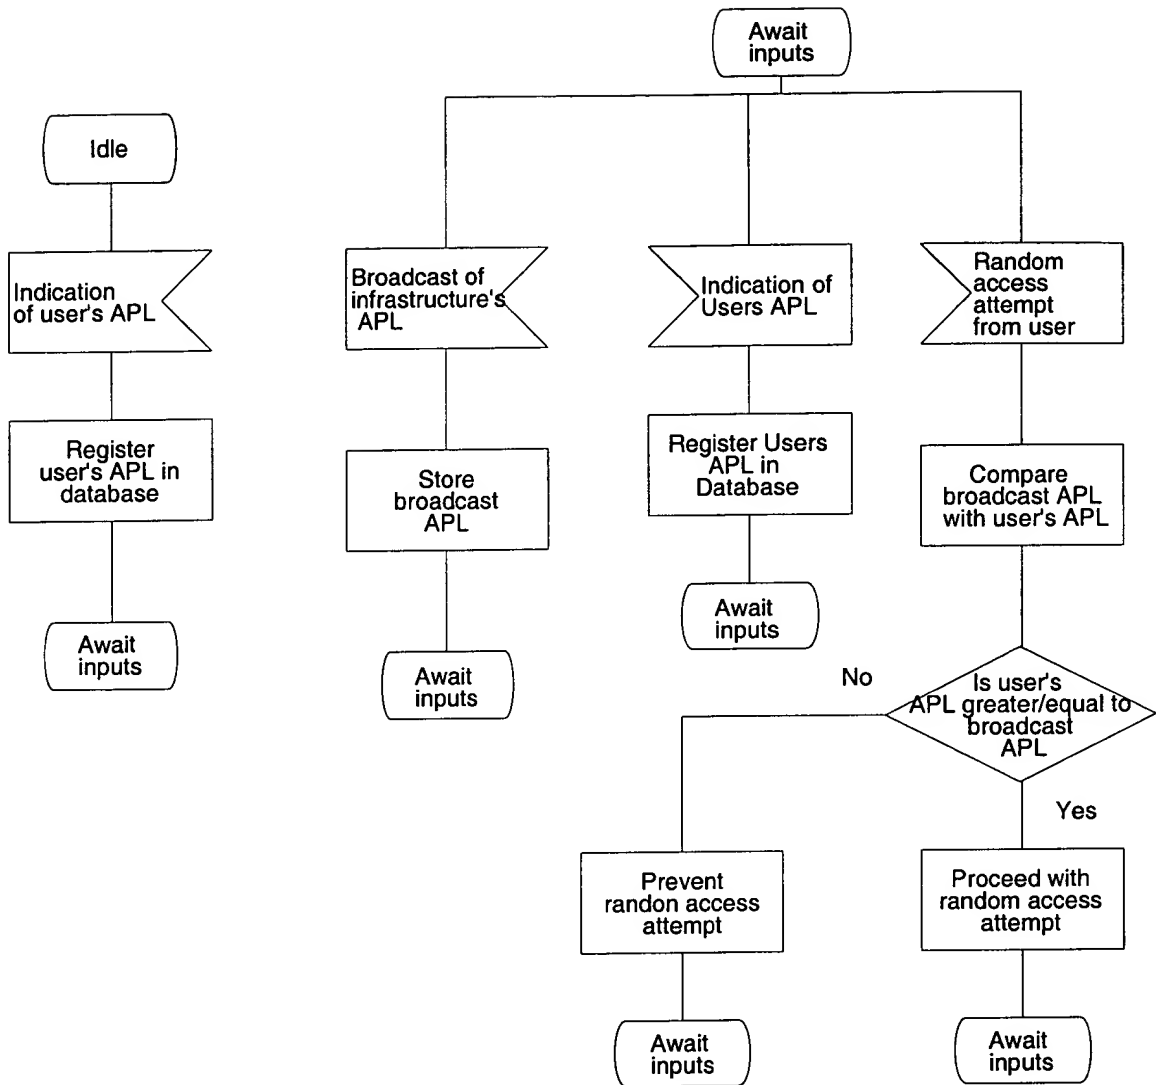 Await
inputs
Idle
Indication
of user's APL
Register
user's APL in
database
Await
inputs
Broadcast of
infrastructure's
APL
Store
broadcast
APL
Await
inputs
Indication of
Users APL
Register Users
APL in
Database
Await
inputs
Random
access
attempt
from user
Compare
broadcast APL
with user's APL
Is user's
APL greater/equal to
broadcast
APL
No
Yes
Prevent
randon access
attempt
Await
inputs
Proceed with
random access
attempt
Await
inputs